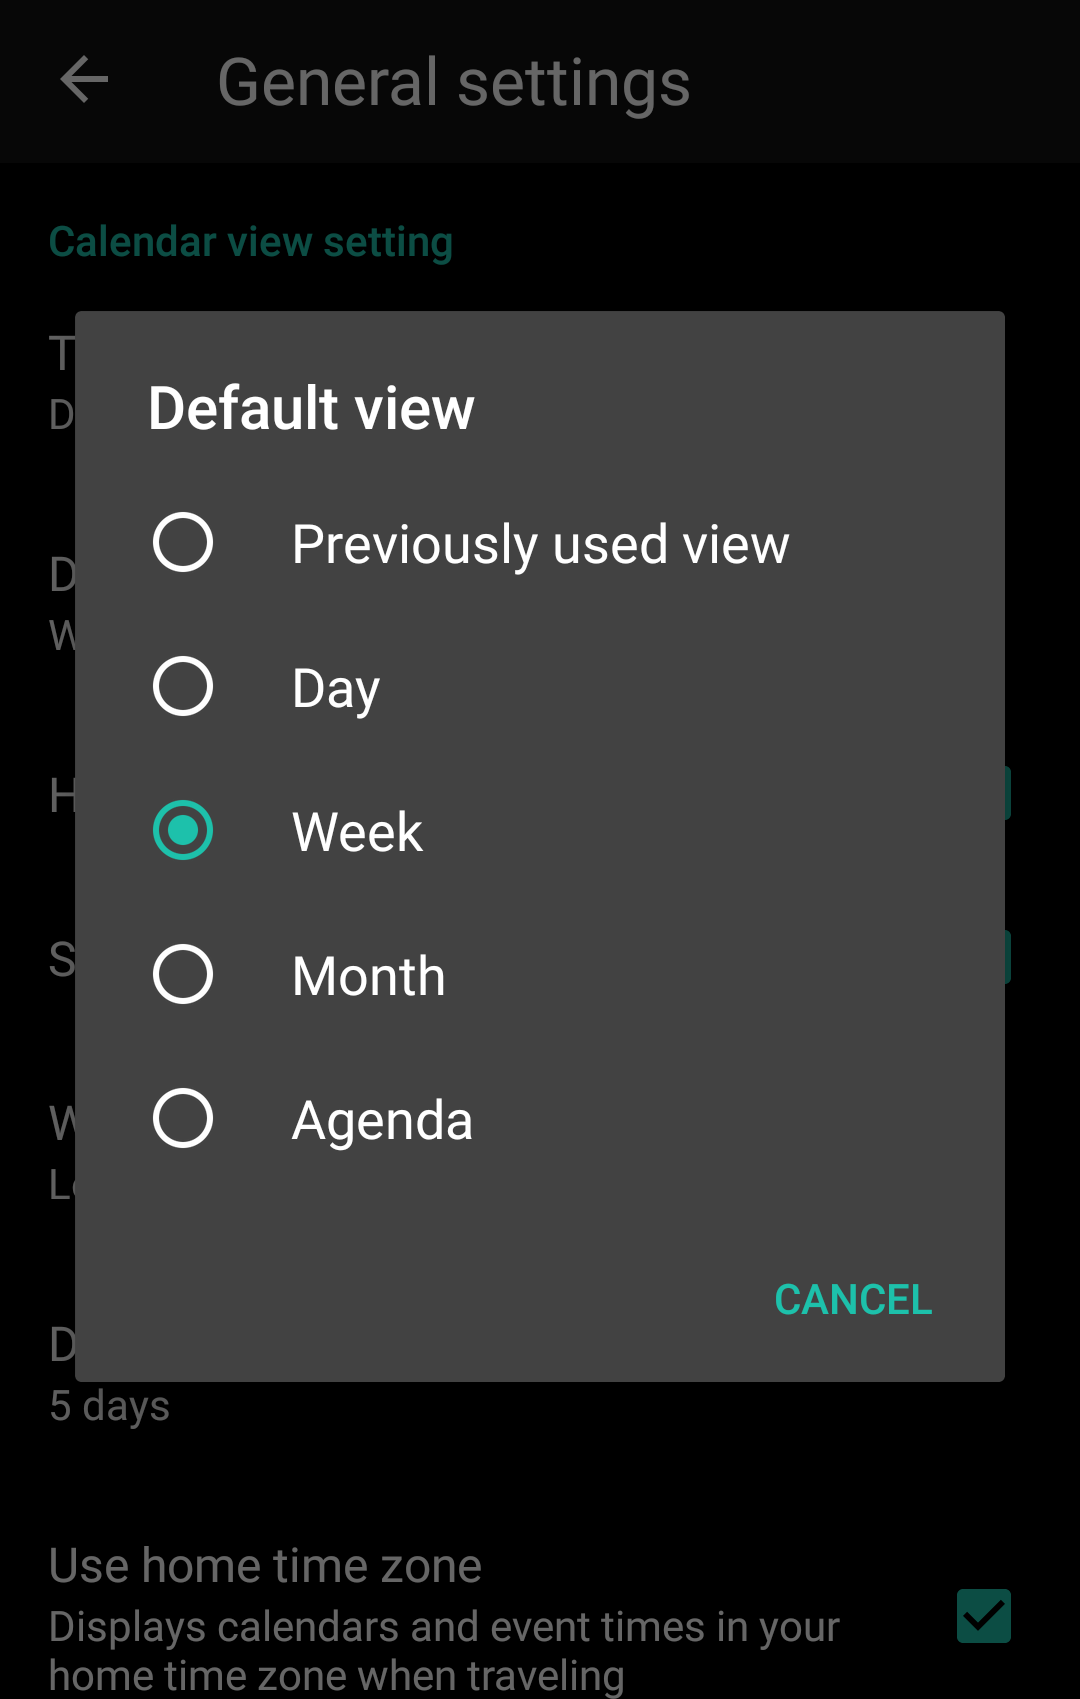 General settings
Calendar view setting
Default view
Previously used view
Day
Week
Month
Agenda
CANCEL
5 days
Use home time zone
Displays calendars and event times in your
home time zone when traveling